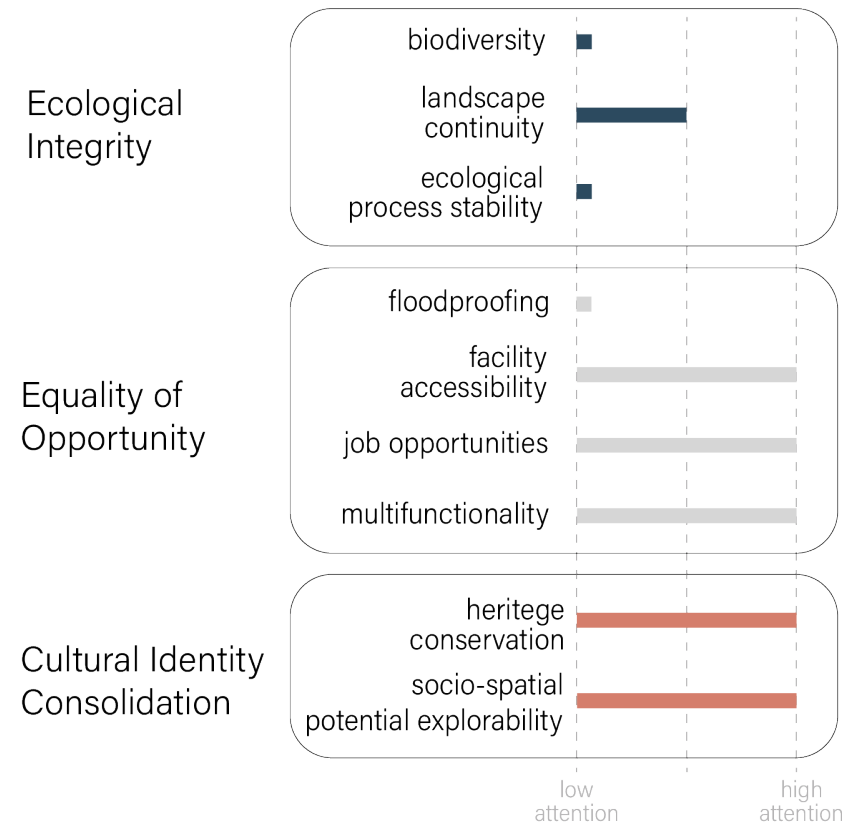 Ecological
Integrity
biodiversity
landscape
continuity
ecological
process stability
Equality of
Opportunity
floodproofing
facility
accessibility
job opportunities
multifunctionality
Cultural Identity
Consolidation
heritege
conservation
socio-spatial
potential explorability
low
attention
high
attention